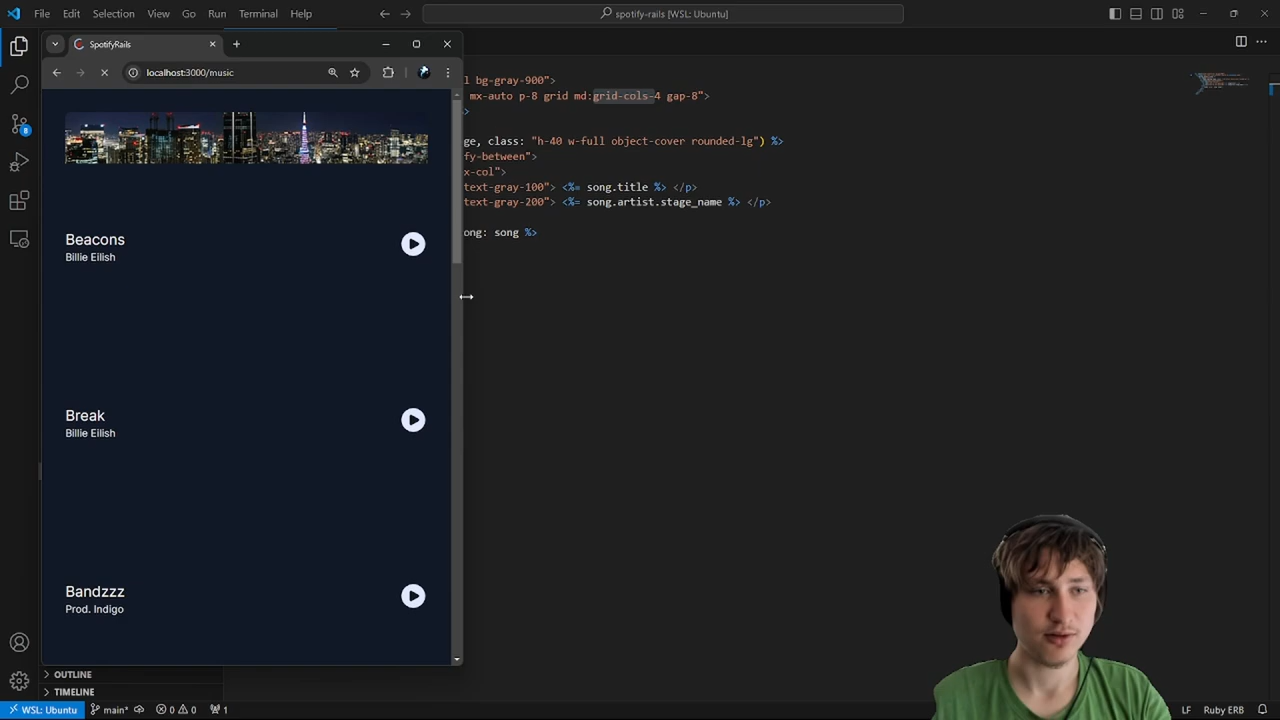 File Edit Selection View Go Run Terminal Help
spotify-rails [WSL: Ubuntu]
SpotifyRails
localhost:3000/music
l bg-gray-900">
mx-auto p-8 grid md:grid-cols-4 gap-8">
>
ge, class: "h-40 w-full object-cover rounded-lg") %>
fy-between">
x-col">
text-gray-100"> <%= song.title %> </p>
text-gray-200"> <%= song.artist.stage_name %> </p>
ong: song %>
Beacons
Billie Eilish
Break
Billie Eilish
Bandzzz
Prod. Indigo
8
OUTLINE
TIMELINE
WSL: Ubuntu main* 0 0 1 LF Ruby ERB